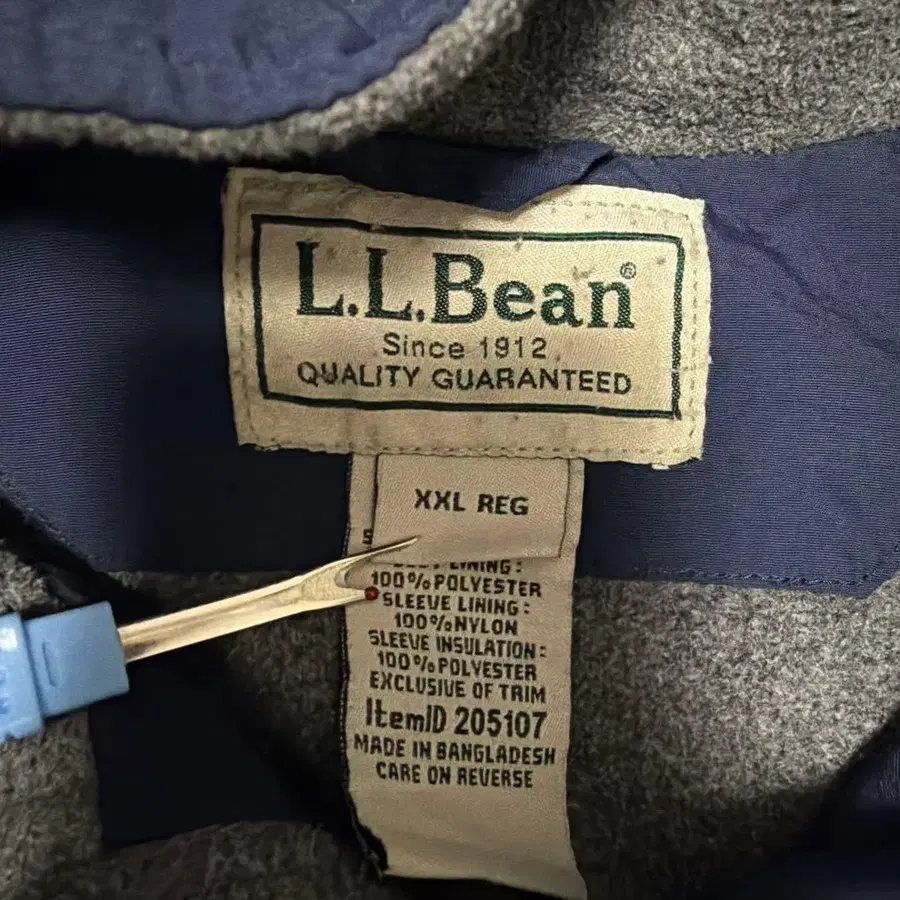 L.L.Bean®
Since 1912
QUALITY GUARANTEED
XXL REG
LINING:
100% POLYESTER
SLEEVE LINING:
100% NYLON
SLEEVE INSULATION:
100% POLYESTER
EXCLUSIVE OF TRIM
ItemID 205107
MADE IN BANGLADESH
CARE ON REVERSE